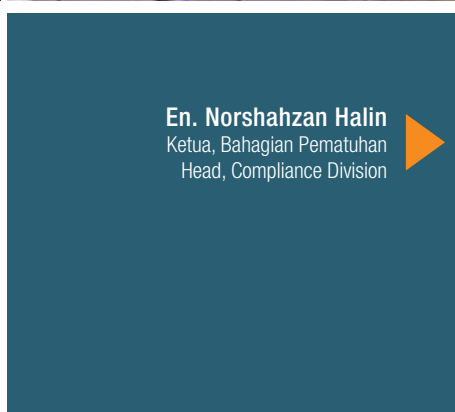 En. Norshahzan Halin
Ketua, Bahagian Pematuhan
Head, Compliance Division